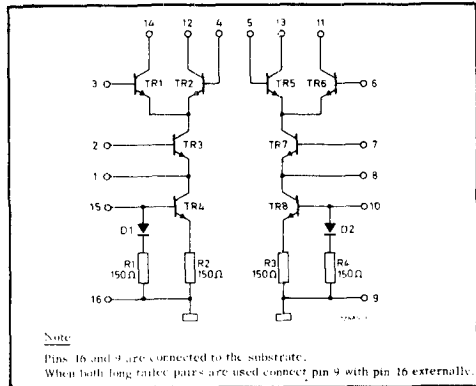 14 12 4 5 13 11
3 TR1 TR2 TR5 TR6 6
2 TR3 TR7 7
1 8
15 TR4 TR8 10
D1 D2
R1 R2 R3 R4
150Ω 150Ω 150Ω 150Ω
16 9
Note
Pins 16 and 9 are connected to the substrate.
When both long tailed pairs are used connect pin 9 with pin 16 externally.